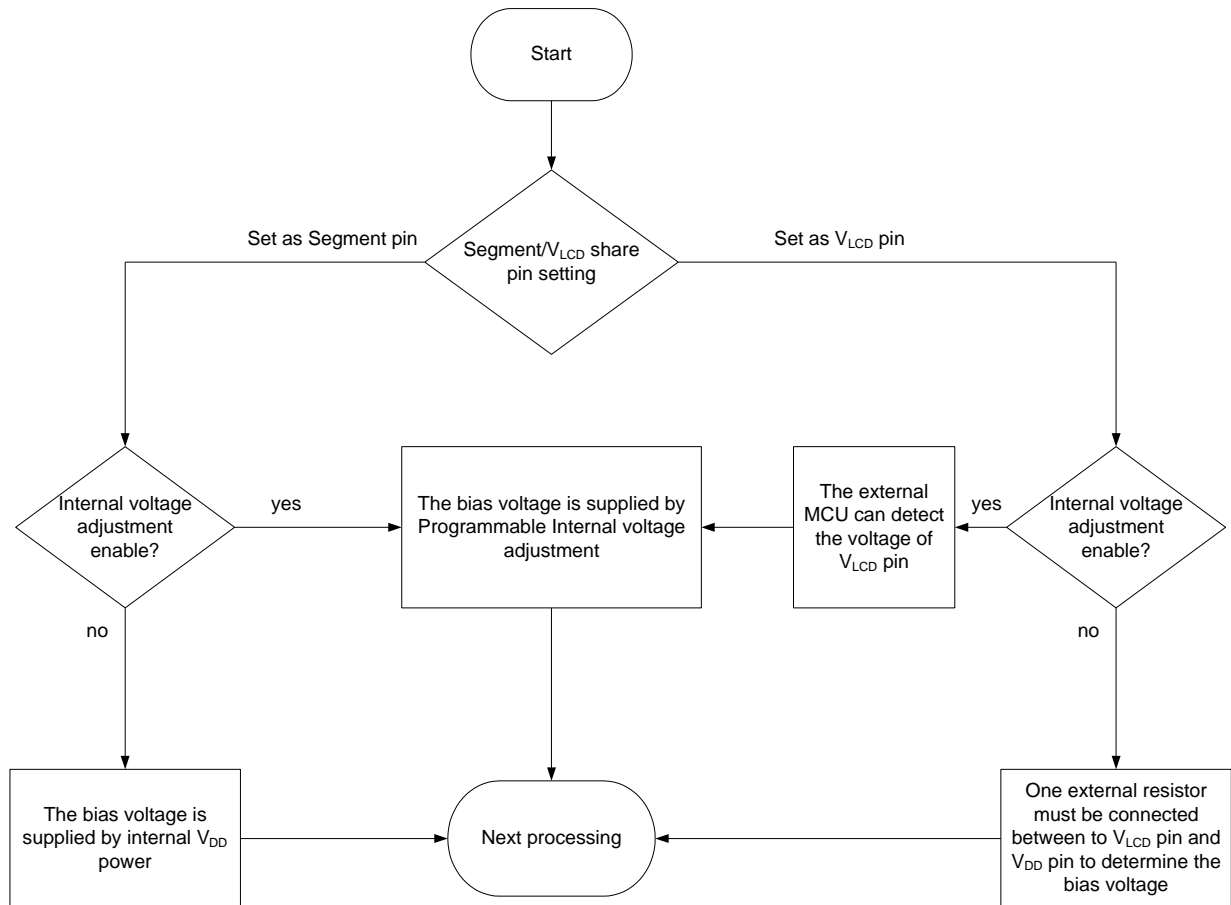 Start
Set as Segment pin
Segment/VLCD share
pin setting
Set as VLCD pin
Internal voltage
adjustment
enable?
yes
The bias voltage is supplied by
Programmable Internal voltage
adjustment
The external
MCU can detect
the voltage of
VLCD pin
yes
Internal voltage
adjustment
enable?
no
no
The bias voltage is
supplied by internal VDD
power
Next processing
One external resistor
must be connected
between to VLCD pin and
VDD pin to determine the
bias voltage